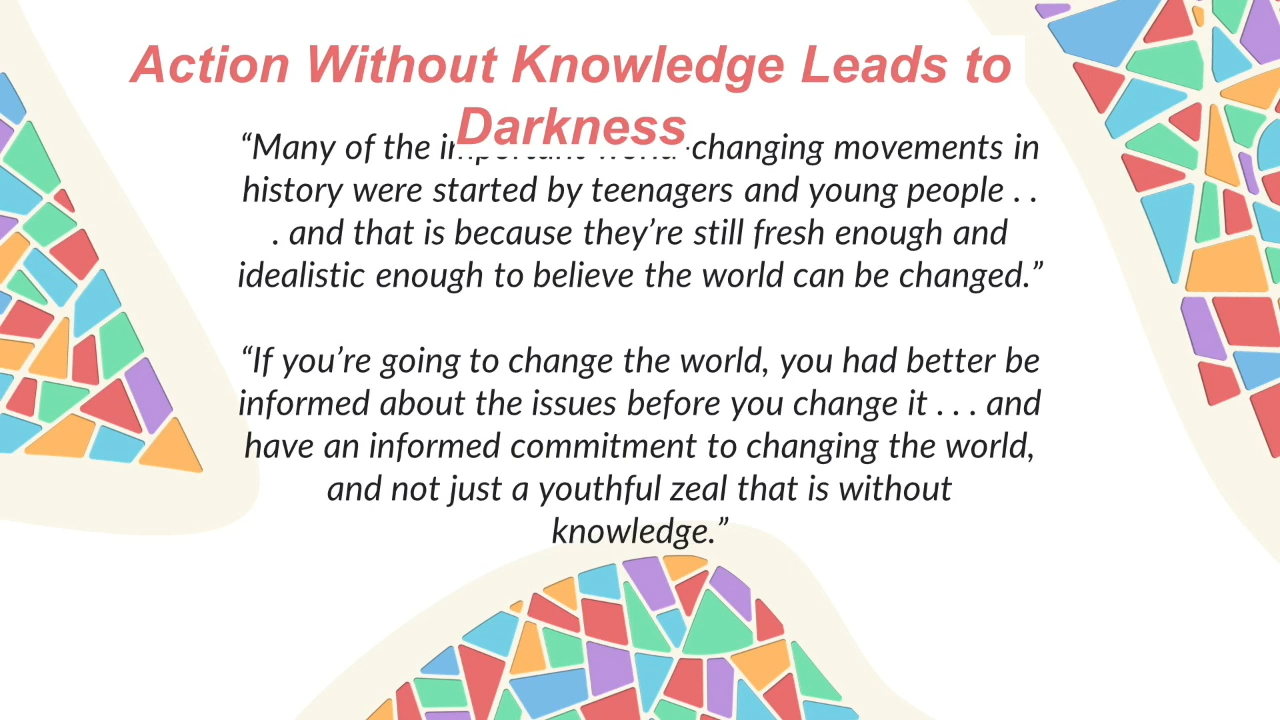 Action Without Knowledge Leads to
Darkness
“Many of the important world-changing movements in
history were started by teenagers and young people . .
. and that is because they’re still fresh enough and
idealistic enough to believe the world can be changed.”
“If you’re going to change the world, you had better be
informed about the issues before you change it . . . and
have an informed commitment to changing the world,
and not just a youthful zeal that is without
knowledge.”